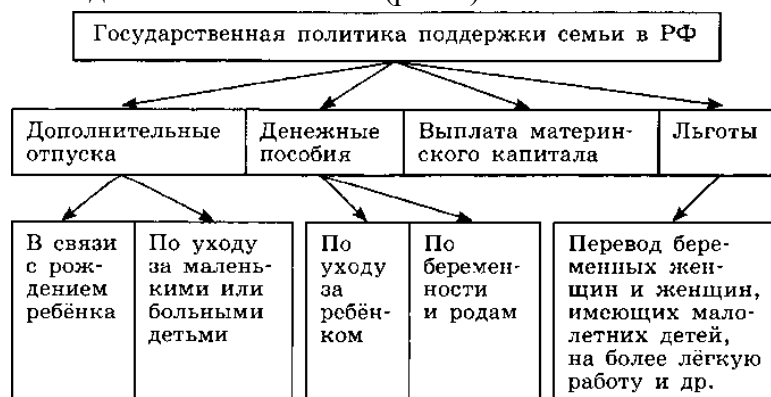 Государственная политика поддержки семьи в РФ
Дополнительные
отпуска
Денежные
пособия
Выплата материн-
ского капитала
Льготы
В связи
с рож-
дением
ребёнка
По уходу
за малень-
кими или
больными
детьми
По
уходу
за
ребён-
ком
По
беремен-
ности
и родам
Перевод бере-
менных жен-
щин и женщин,
имеющих мало-
летних детей,
на более лёгкую
работу и др.